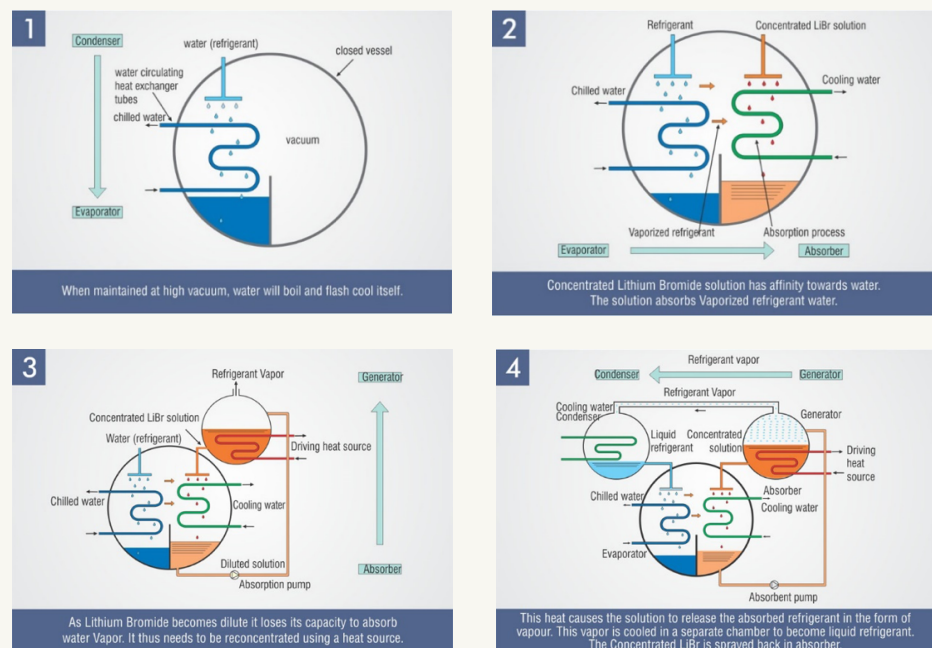 1
Condenser
water (refrigerant)
closed vessel
water circulating
heat exchanger
tubes
chilled water
vacuum
Evaporator
When maintained at high vacuum, water will boil and flash cool itself.
2
Refrigerant
Concentrated LiBr solution
Chilled water
Cooling water
Vaporized refrigerant
Absorption process
Evaporator
Absorber
Concentrated Lithium Bromide solution has affinity towards water.
The solution absorbs Vaporized refrigerant water.
3
Refrigerant Vapor
Generator
Concentrated LiBr solution
Water (refrigerant)
Driving heat source
Chilled water
Cooling water
Diluted solution
Absorption pump
Absorber
As Lithium Bromide becomes dilute it loses its capacity to absorb
water Vapor. It thus needs to be reconcentrated using a heat source.
4
Refrigerant vapor
Condenser
Generator
Refrigerant Vapor
Cooling water
Condenser
Generator
Liquid
refrigerant
Concentrated
solution
Driving
heat
source
Chilled water
Absorber
Cooling water
Evaporator
Absorbent pump
This heat causes the solution to release the absorbed refrigerant in the form of
vapour. This vapor is cooled in a separate chamber to become liquid refrigerant.
The Concentrated LiBr is sprayed back in absorber.